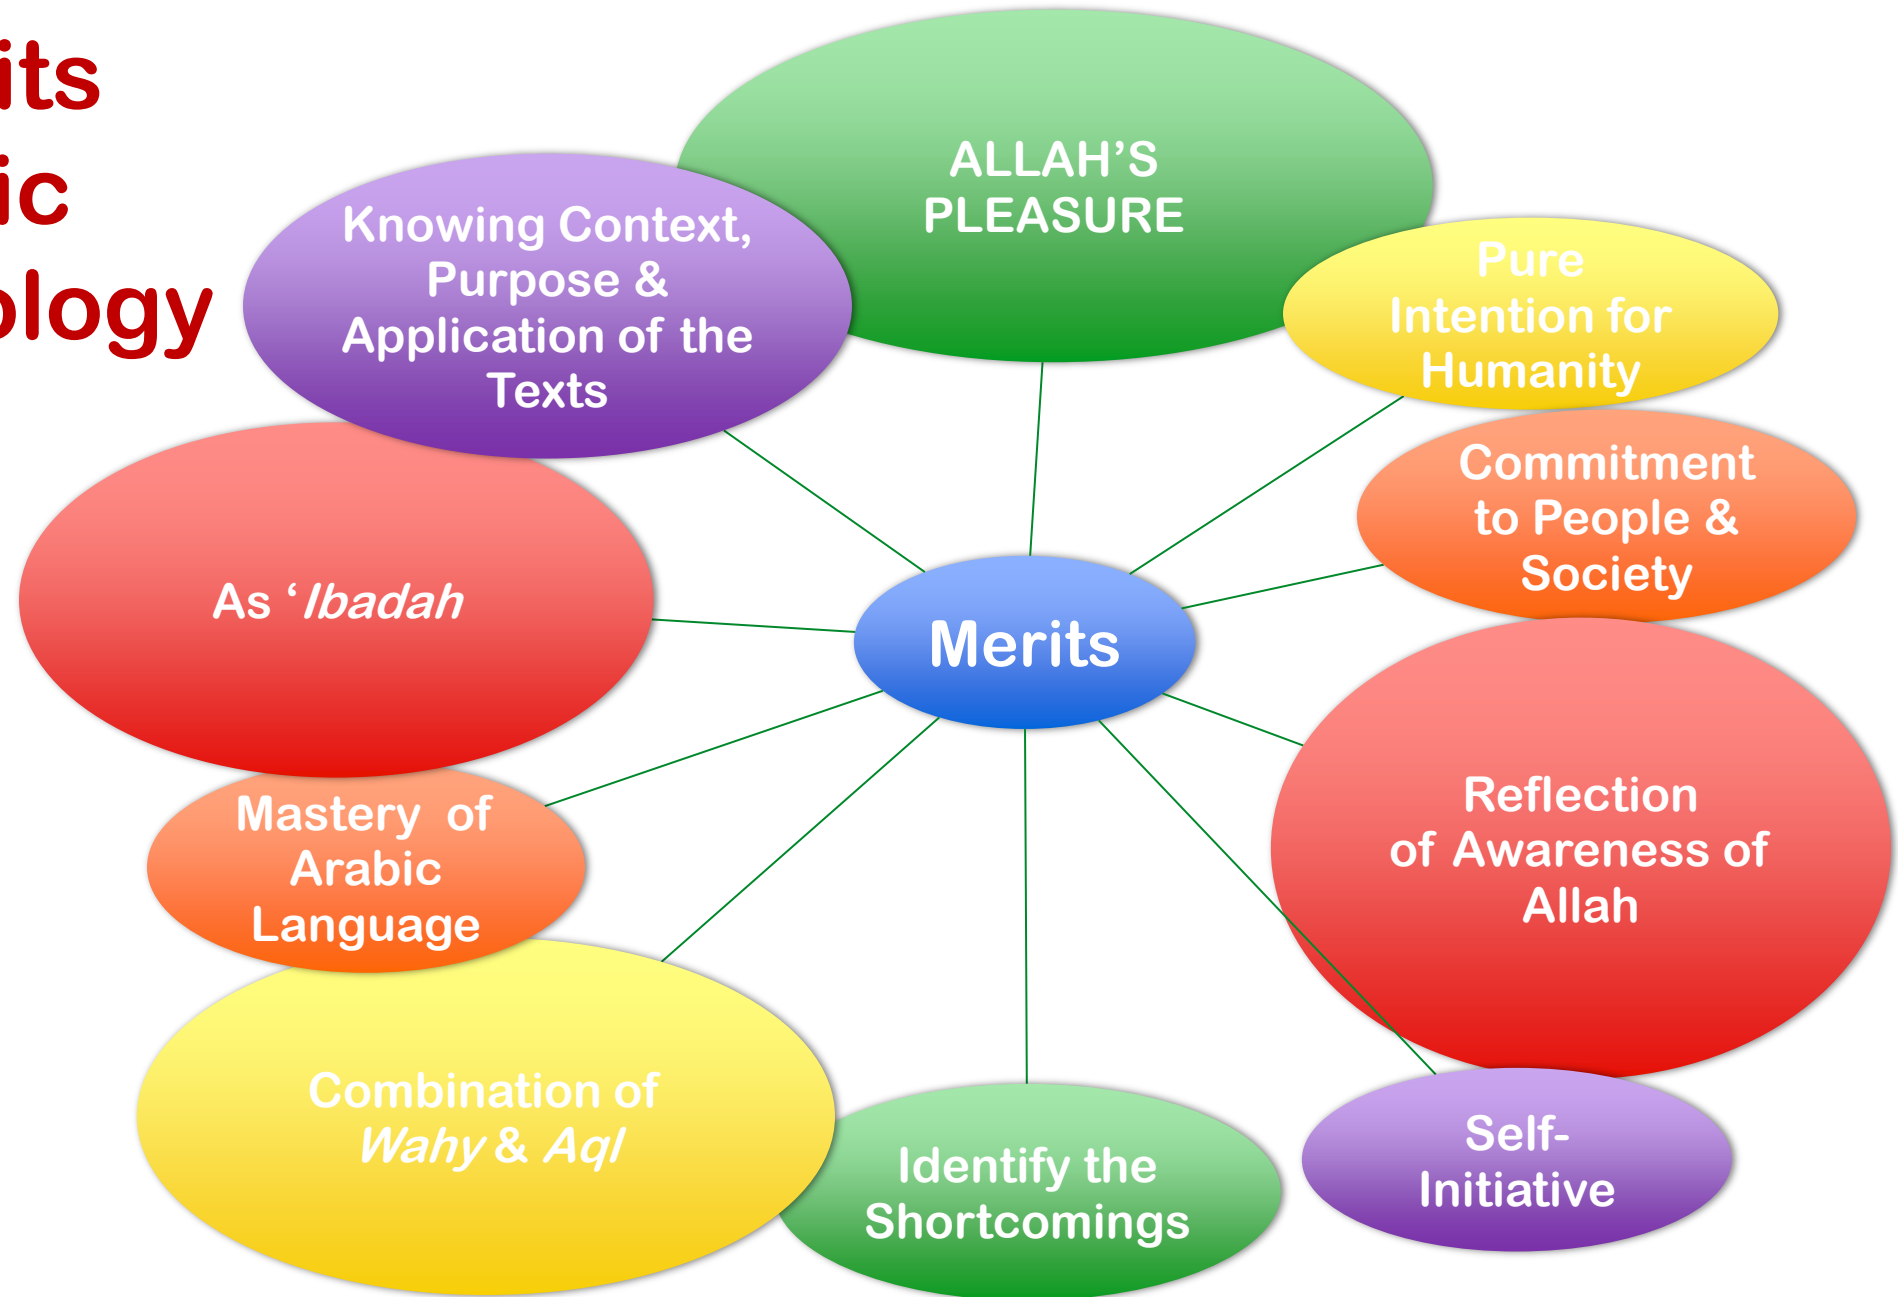 its
ic
ology
ALLAH’S
PLEASURE
Pure
Intention for
Humanity
Commitment
to People &
Society
Reflection
of Awareness of
Allah
Self-
Initiative
Identify the
Shortcomings
Combination of
Wahy & Aql
Mastery of
Arabic
Language
As ‘Ibadah
Knowing Context,
Purpose &
Application of the
Texts
Merits